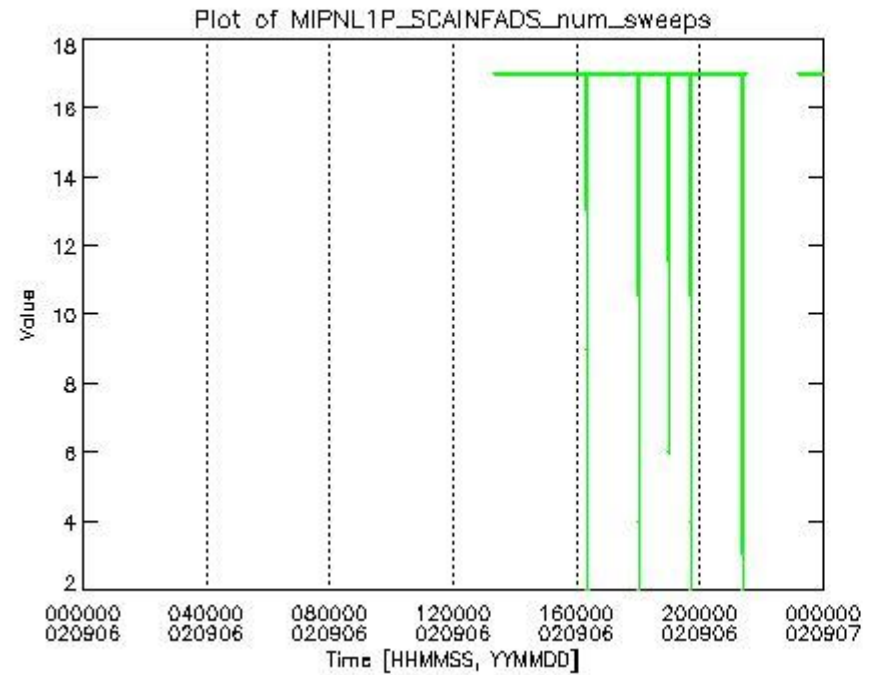 Plot of MIPNL1P_SCAINFADS_num_sweeps
18
16
14
12
10
8
6
4
2
Value
000000 040000 080000 120000 160000 200000 000000
020906 020906 020906 020906 020906 020906 020907
Time [HHMMSS, YYMMDD]